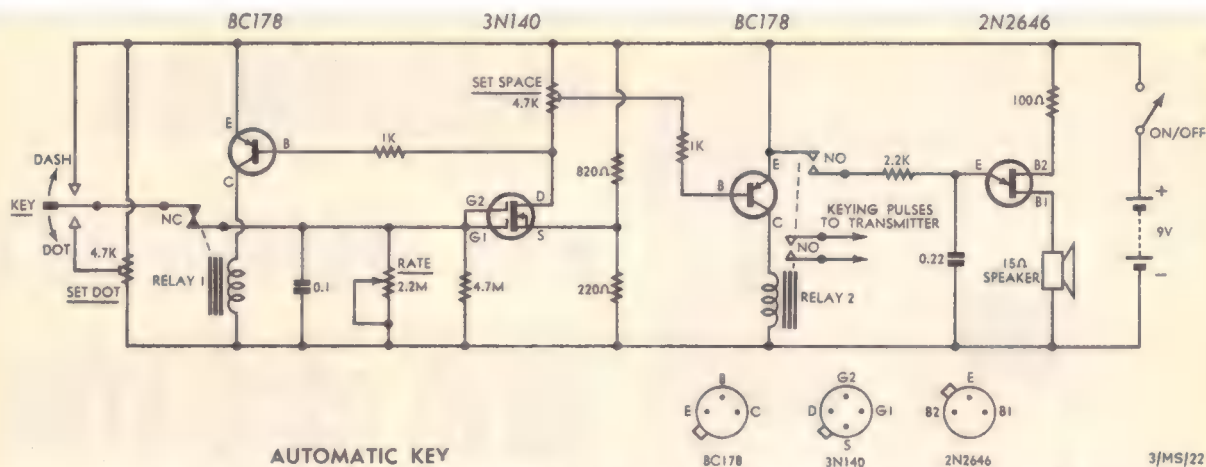 BC178
3N140
BC178
2N2646
SET SPACE
4.7K
100Ω
ON/OFF
E
B
C
1K
1K
820Ω
DASH
KEY
DOT
NC
4.7K
SET DOT
RELAY 1
0.1
RATE
2.2M
4.7M
G2
G1
D
S
220Ω
B
E
C
NO
2.2K
KEYING PULSES
TO TRANSMITTER
NO
RELAY 2
0.22
E
B2
B1
15Ω
SPEAKER
+
9V
−
B
E
C
BC178
G2
D
G1
S
3N140
E
B2
B1
2N2646
AUTOMATIC KEY
3/MS/22